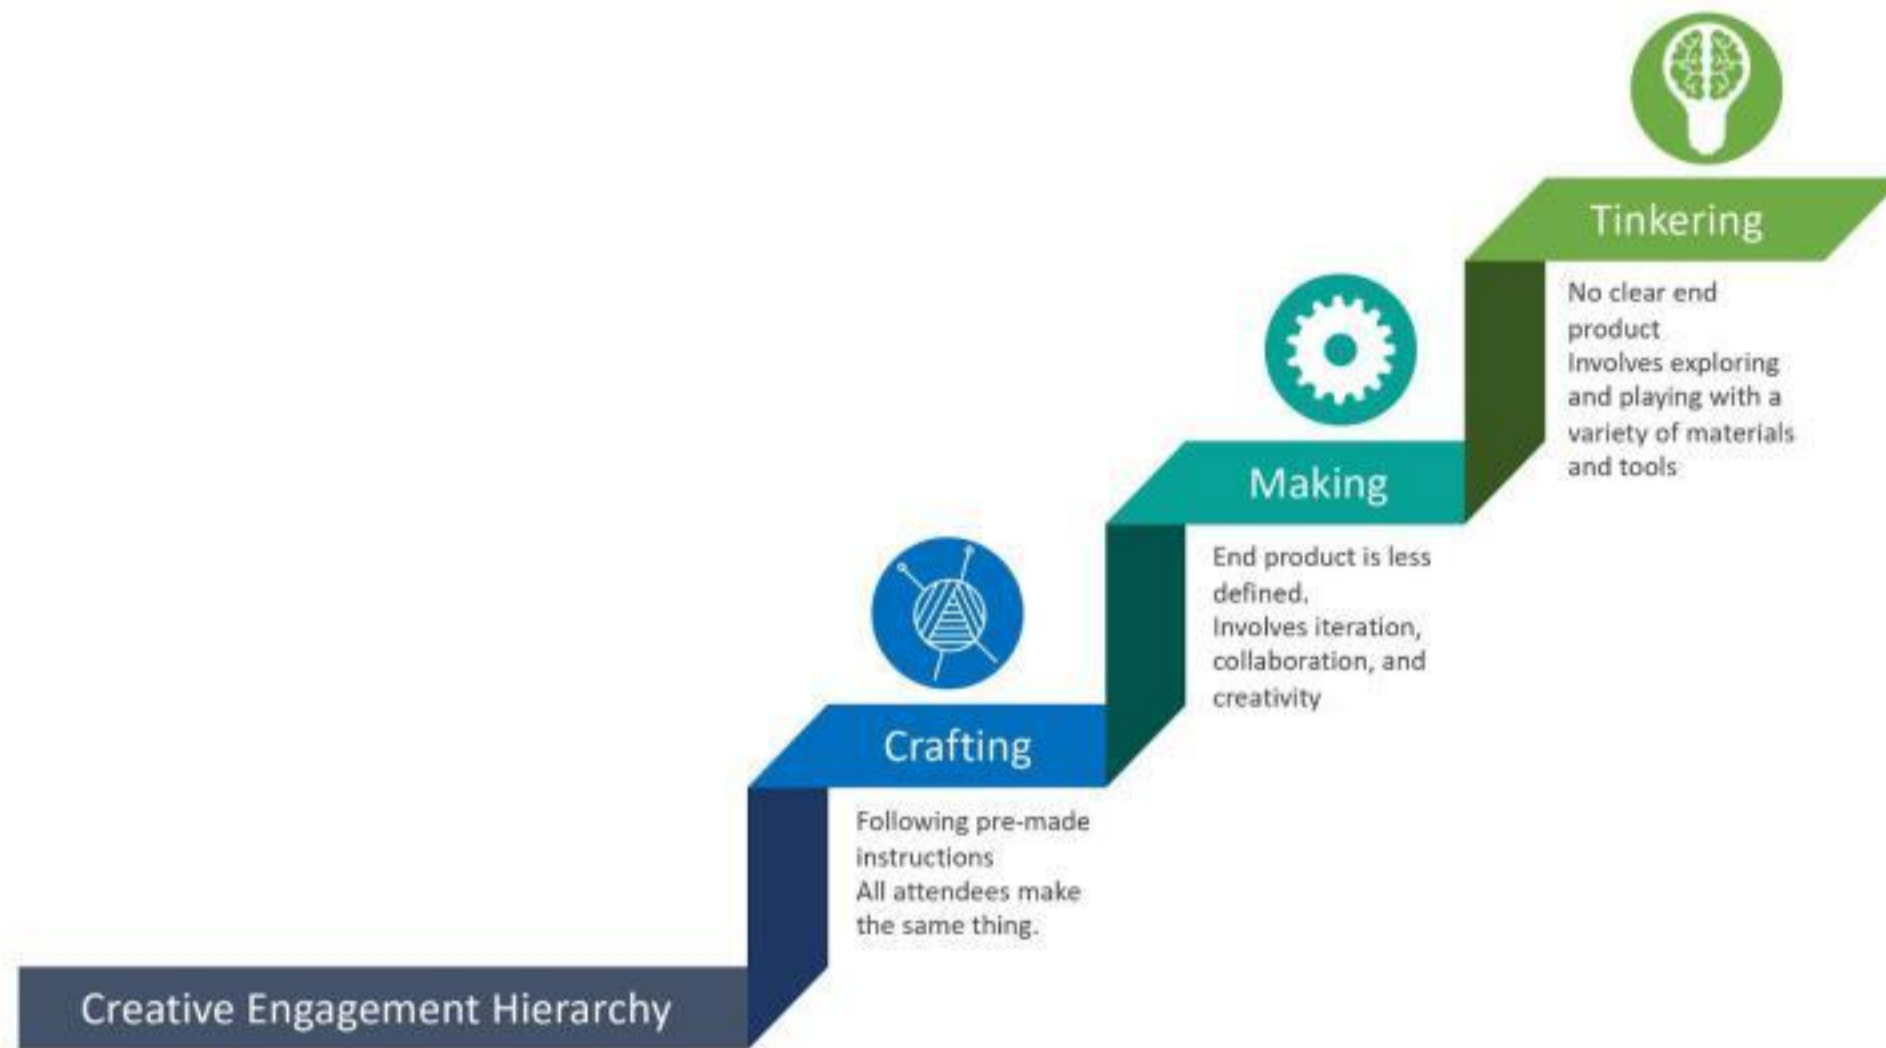 Tinkering
No clear end
product
Involves exploring
and playing with a
variety of materials
and tools
Making
End product is less
defined.
Involves iteration,
collaboration, and
creativity
Crafting
Following pre-made
instructions
All attendees make
the same thing.
Creative Engagement Hierarchy